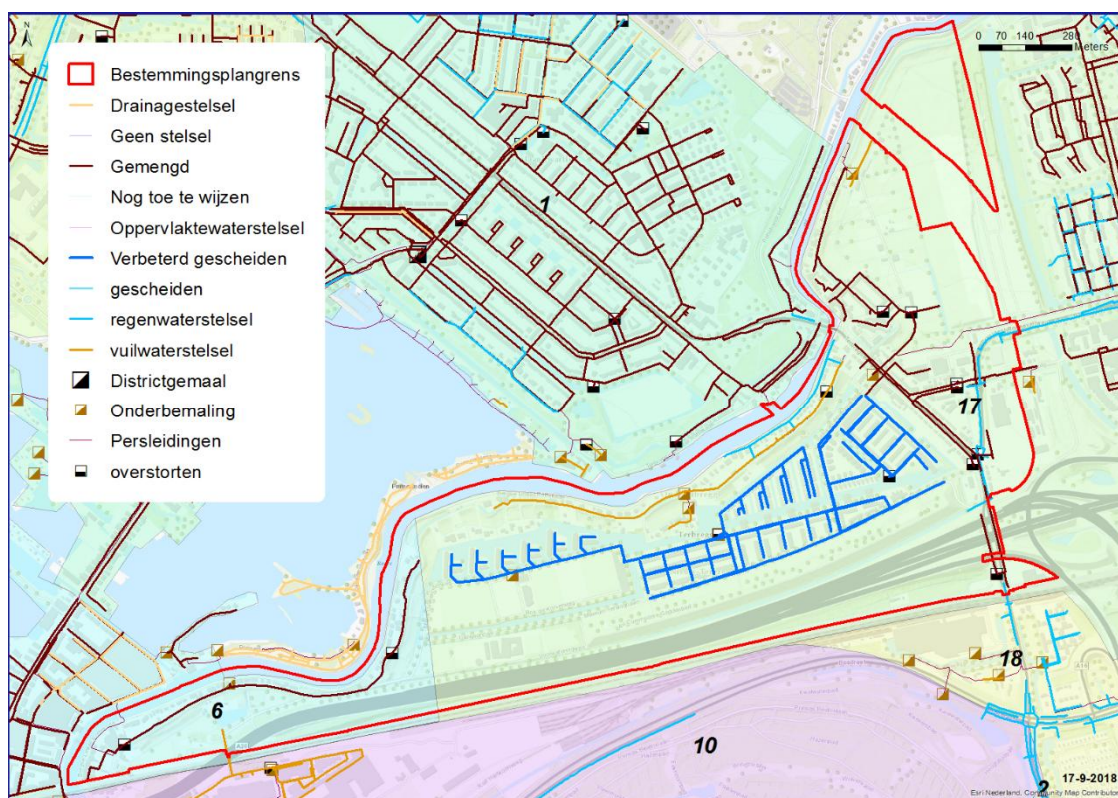 N
0 70 140 280
Meters
Bestemmingsplangrens
Drainagestelsel
Geen stelsel
Gemengd
Nog toe te wijzen
Oppervlaktewaterstelsel
Verbeterd gescheiden
gescheiden
regenwaterstelsel
vuilwaterstelsel
Districtgemaal
Onderbemaling
Persleidingen
overstorten
1
17
6
18
10
2
A20
17-9-2018
Esri Nederland, Community Map Contributors